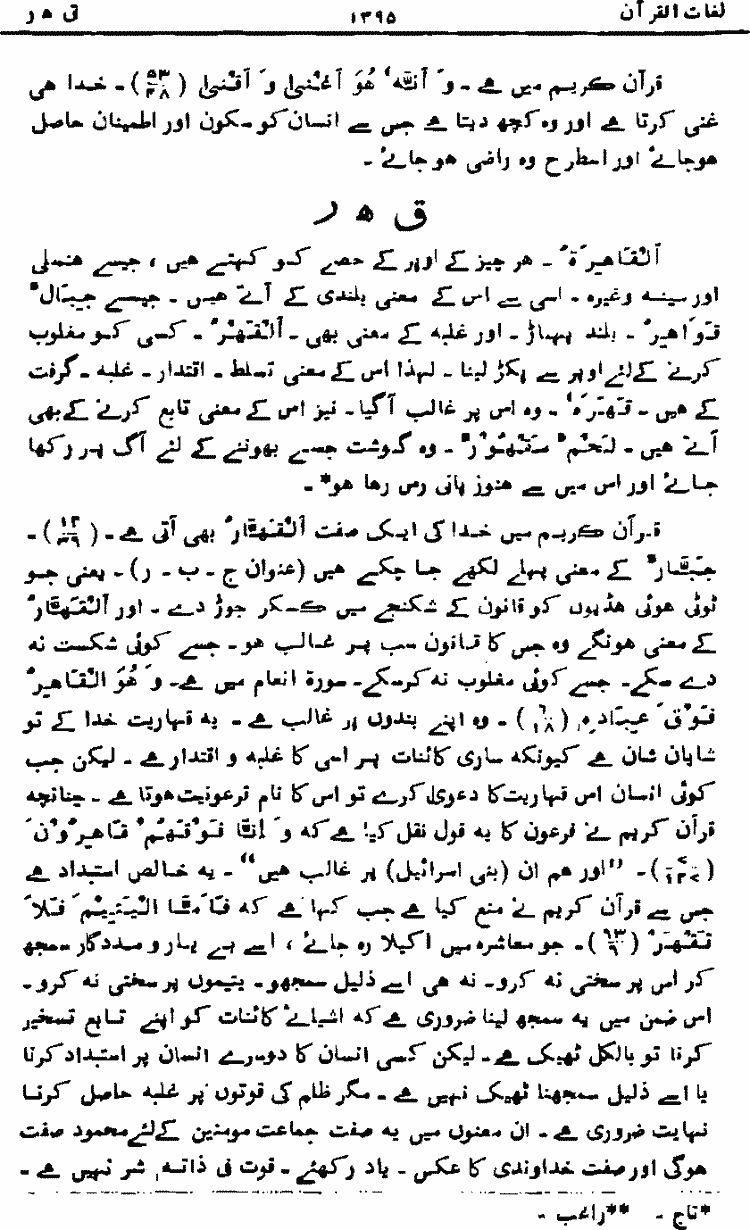 لغات القرآن ۱۳۹۵ ق ھ ر
قرآن کریم میں ہے ۔ وَ اَنَّہٗ ھُوَ اَغْنٰی وَ اَقْنٰی (۵۳/۴۸) ۔ خدا ھی
غنی کرتا ہے اور وہ کچھ دیتا ہے جس سے انسان کو سکون اور اطمینان حاصل
ھوجائے اور اسطرح وہ راضی ھوجائے ۔
ق ھ ر
اَلْقَاھِرَۃُ ۔ ھر چیز کے اوپر کے حصے کو کہتے ھیں ، جیسے ھنسلی
اور سینہ وغیرہ ۔ اسی سے اس کے معنی بلندی کے آتے ھیں ۔ جیسے جِبَالٌ
قَوَاھِیرُ ۔ بلند پہاڑ ۔ اور غلبہ کے معنی بھی ۔ اَلْقَھْرُ ۔ کسی کو مغلوب
کرنے کےلئے اوپر سے پکڑ لینا ۔ لہذا اس کے معنی تسلط ۔ اقتدار ۔ غلبہ ۔ گرفت
کے ھیں ۔ قَھَرَہٗ ۔ وہ اس پر غالب آگیا ۔ نیز اس کے معنی تابع کرنے کےبھی
آتے ھیں ۔ لَحْمٌ مَقْھُوْرٌ ۔ وہ گوشت جسے بھوننے کے لئے آگ پر رکھا
جائے اور اس میں سے ھنوز پانی رس رھا ھو* ۔
قرآن کریم میں خدا کی ایک صفت اَلْقَھَّارُ بھی آتی ہے ۔ (۱۲/۳۹) ۔
جَبَّارٌ کے معنی پہلے لکھے جا چکے ھیں (عنوان ج ۔ ب ۔ ر) ۔ یعنی جو
ٹوٹی ھوئی ھڈیوں کو قانون کے شکنجے میں کس کر جوڑ دے ۔ اور اَلْقَھَّارُ
کے معنی ھونگے وہ جس کا قانون سب پر غالب ھو ۔ جسے کوئی شکست نہ
دے سکے ۔ جسے کوئی مغلوب نہ کرسکے ۔ سورۃ انعام میں ہے ۔ وَ ھُوَ الْقَاھِرُ
فَوْقَ عِبَادِہٖ (۶/۱۸) ۔ وہ اپنے بندوں پر غالب ہے ۔ یہ قہاریت خدا کے تو
شایان شان ہے کیونکہ ساری کائنات پر اسی کا غلبہ و اقتدار ہے ۔ لیکن جب
کوئی انسان اس قہاریت کا دعویٰ کرے تو اس کا نام فرعونیت ھوتا ہے ۔ چنانچہ
قرآن کریم نے فرعون کا یہ قول نقل کیا ہے کہ وَ اِنَّا فَوْقَھُمْ قَاھِرُوْنَ
(۷/۱۲۷) ۔ ”اور ھم ان (بنی اسرائیل) پر غالب ھیں“ ۔ یہ خالص استبداد ہے
جس سے قرآن کریم نے منع کیا ہے جب کہا ہے کہ فَاَمَّا الْیَتِیْمَ فَلَا
تَقْھَرْ (۹۳/۹) ۔ جو معاشرہ میں اکیلا رہ جائے ، اسے بے یار و مددگار سمجھ
کر اس پر سختی نہ کرو ۔ نہ ھی اسے ذلیل سمجھو ۔ یتیموں پر سختی نہ کرو ۔
اس ضمن میں یہ سمجھ لینا ضروری ہے کہ اشیائے کائنات کو اپنے تابع تسخیر
کرنا تو بالکل ٹھیک ہے ۔ لیکن کسی انسان کا دوسرے انسان پر استبداد کرنا
یا اسے ذلیل سمجھنا ٹھیک نہیں ہے ۔ مگر ظلم کی قوتوں پر غلبہ حاصل کرنا
نہایت ضروری ہے ۔ ان معنوں میں یہ صفت جماعت مومنین کےلئے محمود صفت
ھوگی اور صفت خداوندی کا عکس ۔ یاد رکھئے ۔ قوت فی ذاتہٖ شر نہیں ہے ۔
*تاج ۔ **راغب ۔